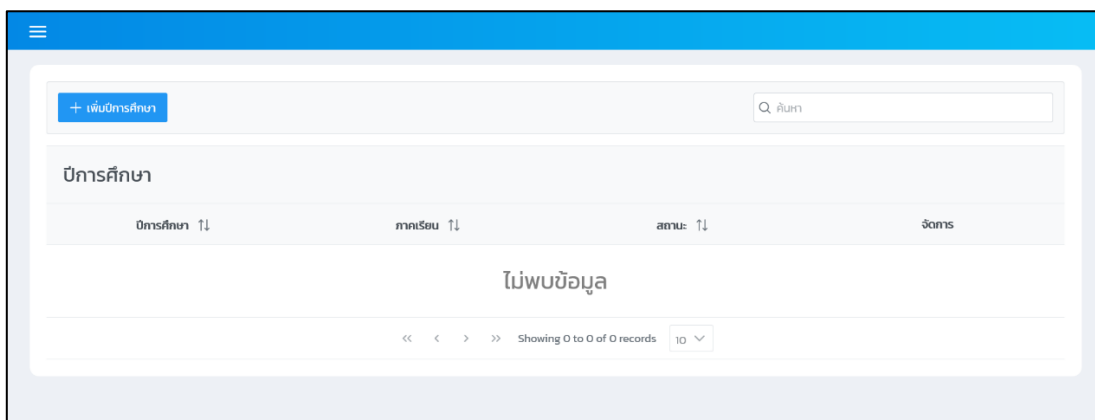 เพิ่มปีการศึกษา
ค้นหา
ปีการศึกษา
ปีการศึกษา ภาคเรียน สถานะ จัดการ
ไม่พบข้อมูล
Showing 0 to 0 of 0 records 10